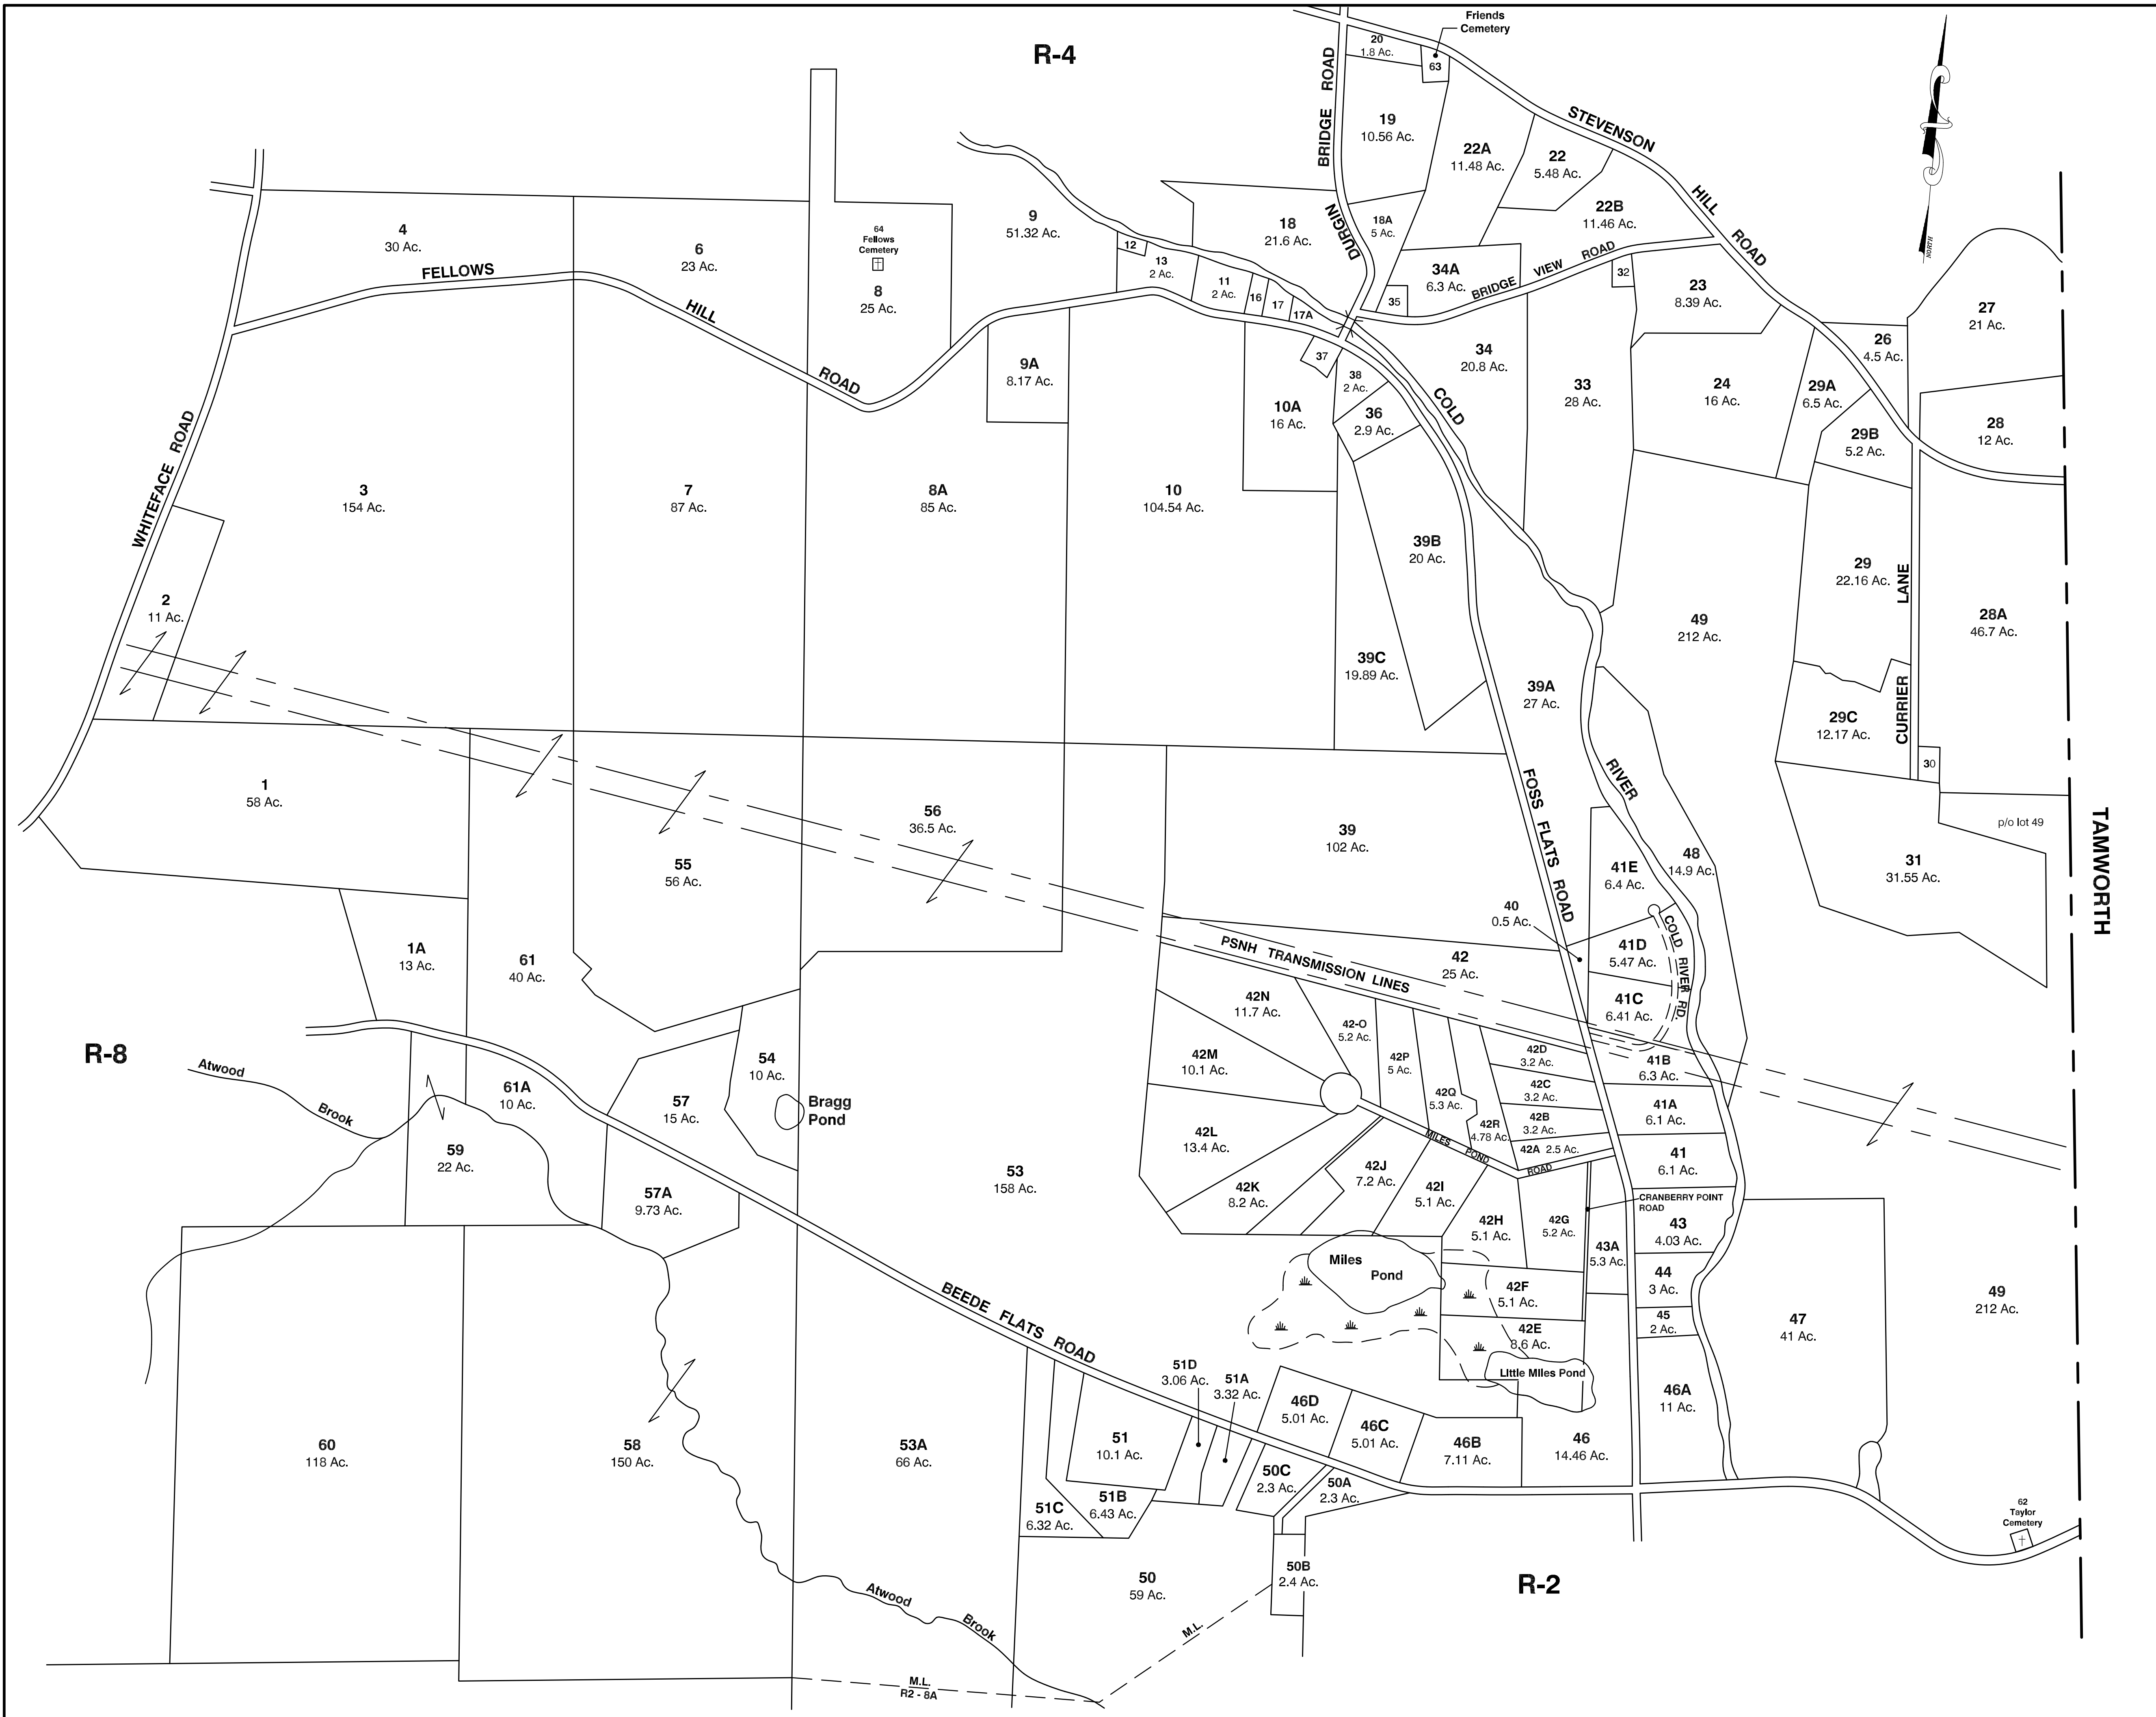 R-4
Friends
Cemetery
20
1.8 Ac.
63
DURGIN BRIDGE ROAD
STEVENSON HILL ROAD
19
10.56 Ac.
22A
11.48 Ac.
22
5.48 Ac.
22B
11.46 Ac.
NORTH
4
30 Ac.
6
23 Ac.
64
Fellows
Cemetery
8
25 Ac.
9
51.32 Ac.
12
13
2 Ac.
11
2 Ac.
16
17
17A
18
21.6 Ac.
18A
5 Ac.
34A
6.3 Ac.
35
BRIDGE VIEW ROAD
32
23
8.39 Ac.
27
21 Ac.
26
4.5 Ac.
FELLOWS HILL ROAD
WHITEFACE ROAD
9A
8.17 Ac.
10A
16 Ac.
37
38
2 Ac.
36
2.9 Ac.
34
20.8 Ac.
33
28 Ac.
24
16 Ac.
29A
6.5 Ac.
29B
5.2 Ac.
28
12 Ac.
COLD RIVER
3
154 Ac.
7
87 Ac.
8A
85 Ac.
10
104.54 Ac.
39B
20 Ac.
2
11 Ac.
39C
19.89 Ac.
39A
27 Ac.
49
212 Ac.
29
22.16 Ac.
28A
46.7 Ac.
CURRIER LANE
29C
12.17 Ac.
30
p/o lot 49
TAMWORTH
1
58 Ac.
55
56 Ac.
56
36.5 Ac.
39
102 Ac.
FOSS FLATS ROAD
41E
6.4 Ac.
48
14.9 Ac.
31
31.55 Ac.
40
0.5 Ac.
41D
5.47 Ac.
COLD RIVER RD.
41C
6.41 Ac.
1A
13 Ac.
61
40 Ac.
PSNH TRANSMISSION LINES
42
25 Ac.
42N
11.7 Ac.
42-O
5.2 Ac.
42P
5 Ac.
42Q
5.3 Ac.
42R
4.78 Ac.
42D
3.2 Ac.
42C
3.2 Ac.
42B
3.2 Ac.
42A 2.5 Ac.
41B
6.3 Ac.
41A
6.1 Ac.
41
6.1 Ac.
42M
10.1 Ac.
42L
13.4 Ac.
42K
8.2 Ac.
42J
7.2 Ac.
42I
5.1 Ac.
MILES POND ROAD
CRANBERRY POINT
ROAD
42H
5.1 Ac.
42G
5.2 Ac.
43A
5.3 Ac.
43
4.03 Ac.
44
3 Ac.
45
2 Ac.
R-8
Atwood Brook
61A
10 Ac.
59
22 Ac.
57
15 Ac.
54
10 Ac.
Bragg
Pond
57A
9.73 Ac.
53
158 Ac.
Miles
Pond
42F
5.1 Ac.
42E
8.6 Ac.
Little Miles Pond
47
41 Ac.
49
212 Ac.
BEEDE FLATS ROAD
51D
3.06 Ac.
51A
3.32 Ac.
46D
5.01 Ac.
46C
5.01 Ac.
46B
7.11 Ac.
46
14.46 Ac.
46A
11 Ac.
60
118 Ac.
58
150 Ac.
53A
66 Ac.
51
10.1 Ac.
51C
6.32 Ac.
51B
6.43 Ac.
50C
2.3 Ac.
50A
2.3 Ac.
62
Taylor
Cemetery
50
59 Ac.
50B
2.4 Ac.
R-2
Atwood Brook
M.L.
M.L.
R2 - 8A